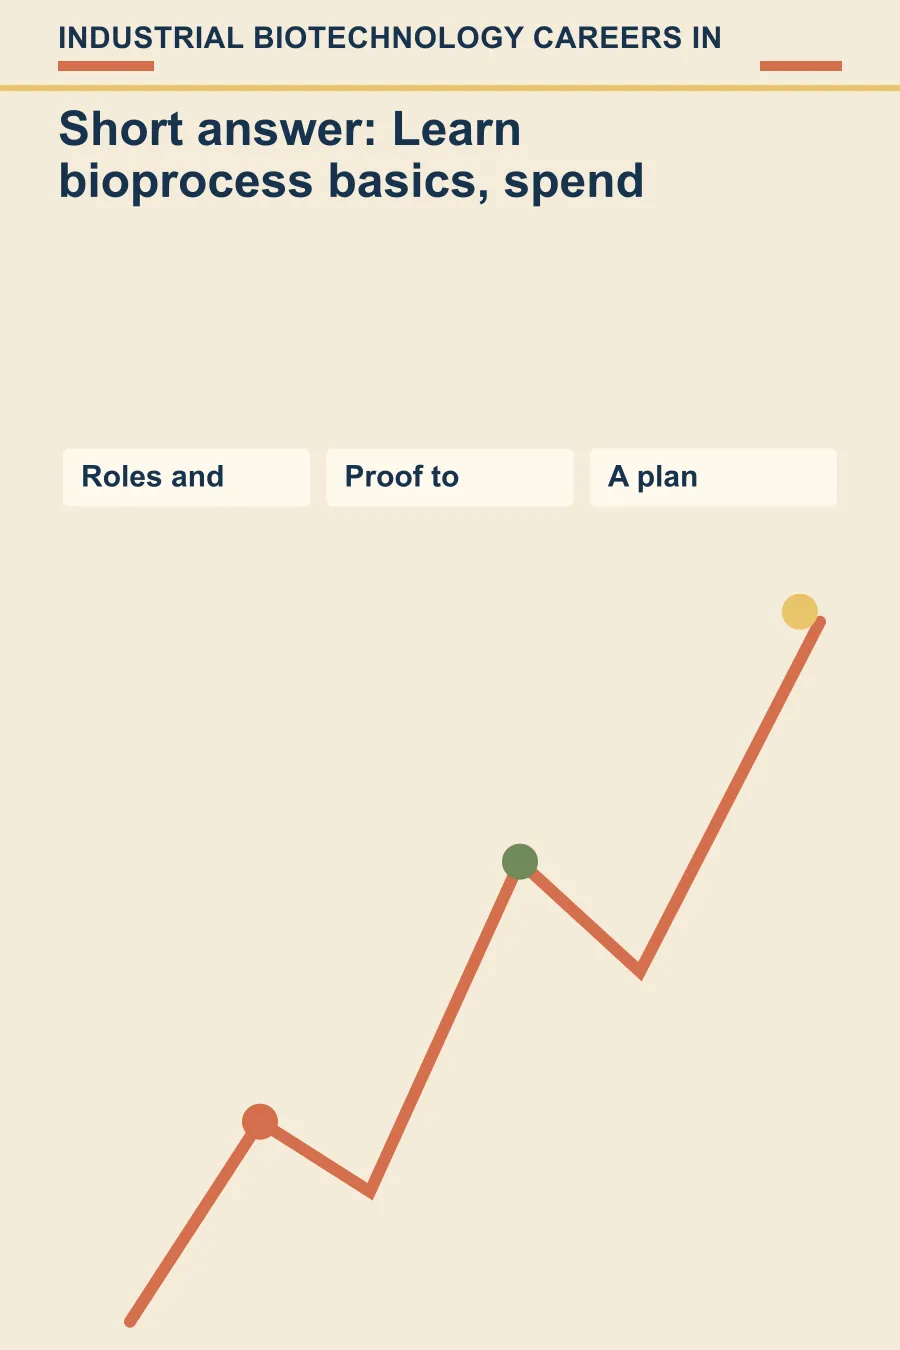 INDUSTRIAL BIOTECHNOLOGY CAREERS IN
Short answer: Learn
bioprocess basics, spend
Roles and
Proof to
A plan